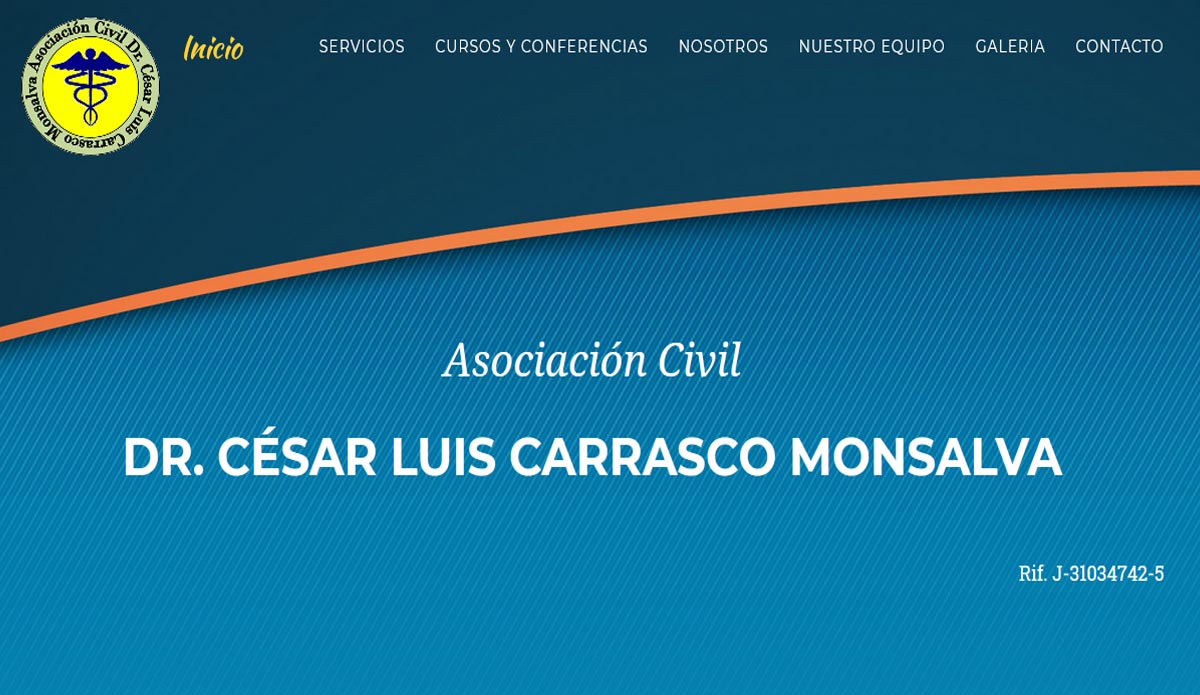 Asociación Civil Dr. César Luis Carrasco Monsalva
Inicio
SERVICIOS
CURSOS Y CONFERENCIAS
NOSOTROS
NUESTRO EQUIPO
GALERIA
CONTACTO
Asociación Civil
DR. CÉSAR LUIS CARRASCO MONSALVA
Rif. J-31034742-5